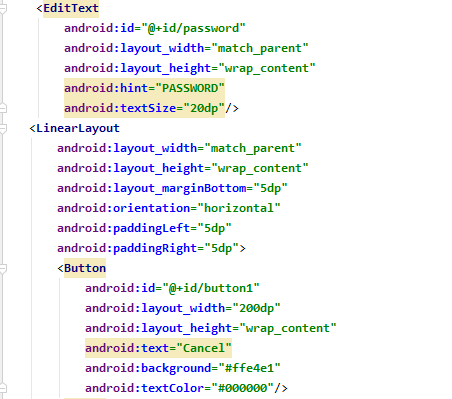 <EditText
android:id="@+id/password"
android:layout_width="match_parent"
android:layout_height="wrap_content"
android:hint="PASSWORD"
android:textSize="20dp"/>
<LinearLayout
android:layout_width="match_parent"
android:layout_height="wrap_content"
android:layout_marginBottom="5dp"
android:orientation="horizontal"
android:paddingLeft="5dp"
android:paddingRight="5dp">
<Button
android:id="@+id/button1"
android:layout_width="200dp"
android:layout_height="wrap_content"
android:text="Cancel"
android:background="#ffe4e1"
android:textColor="#000000"/>